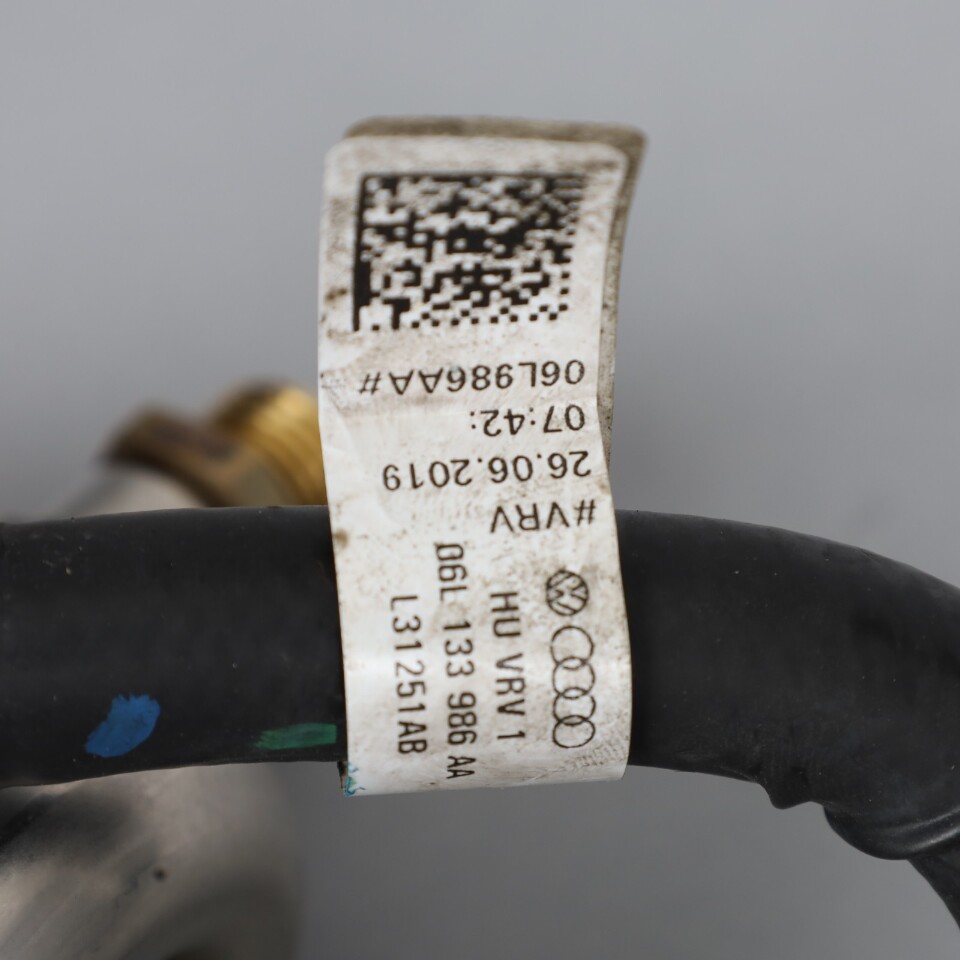 06L986AA#
07:42:
26.06.2019
#VRV
HU VRV 1
06L 133 986 AA
L31251AB